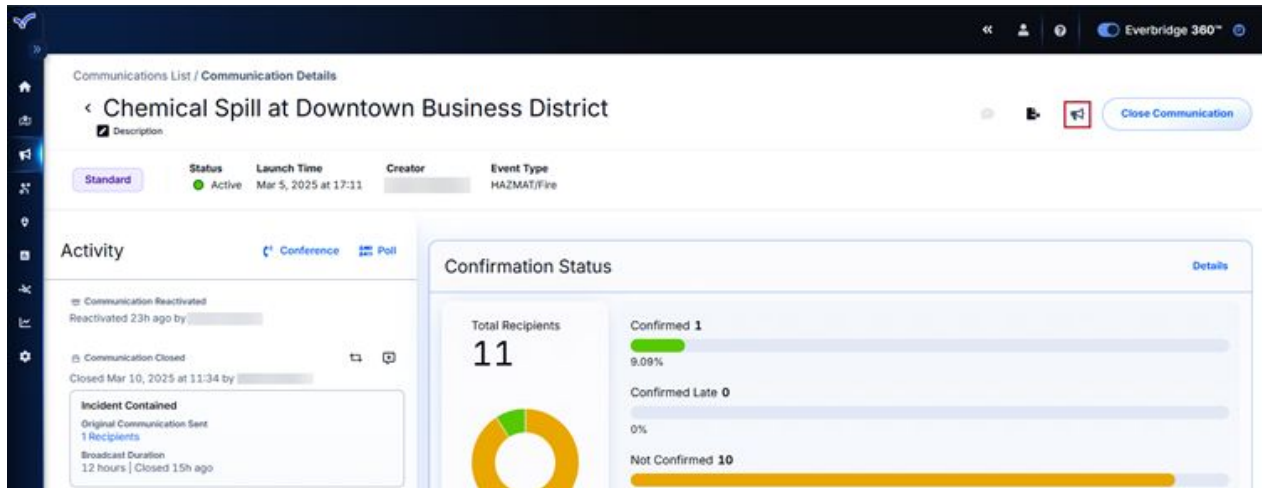 Everbridge 360™
Communications List / Communication Details
Chemical Spill at Downtown Business District
Description
Close Communication
Standard
Status
Active
Launch Time
Mar 5, 2025 at 17:11
Creator
Event Type
HAZMAT/Fire
Activity
Conference
Poll
Communication Reactivated
Reactivated 23h ago by
Communication Closed
Closed Mar 10, 2025 at 11:34 by
Incident Contained
Original Communication Sent
1 Recipients
Broadcast Duration
12 hours | Closed 15h ago
Confirmation Status
Details
Total Recipients
11
Confirmed 1
9.09%
Confirmed Late 0
0%
Not Confirmed 10